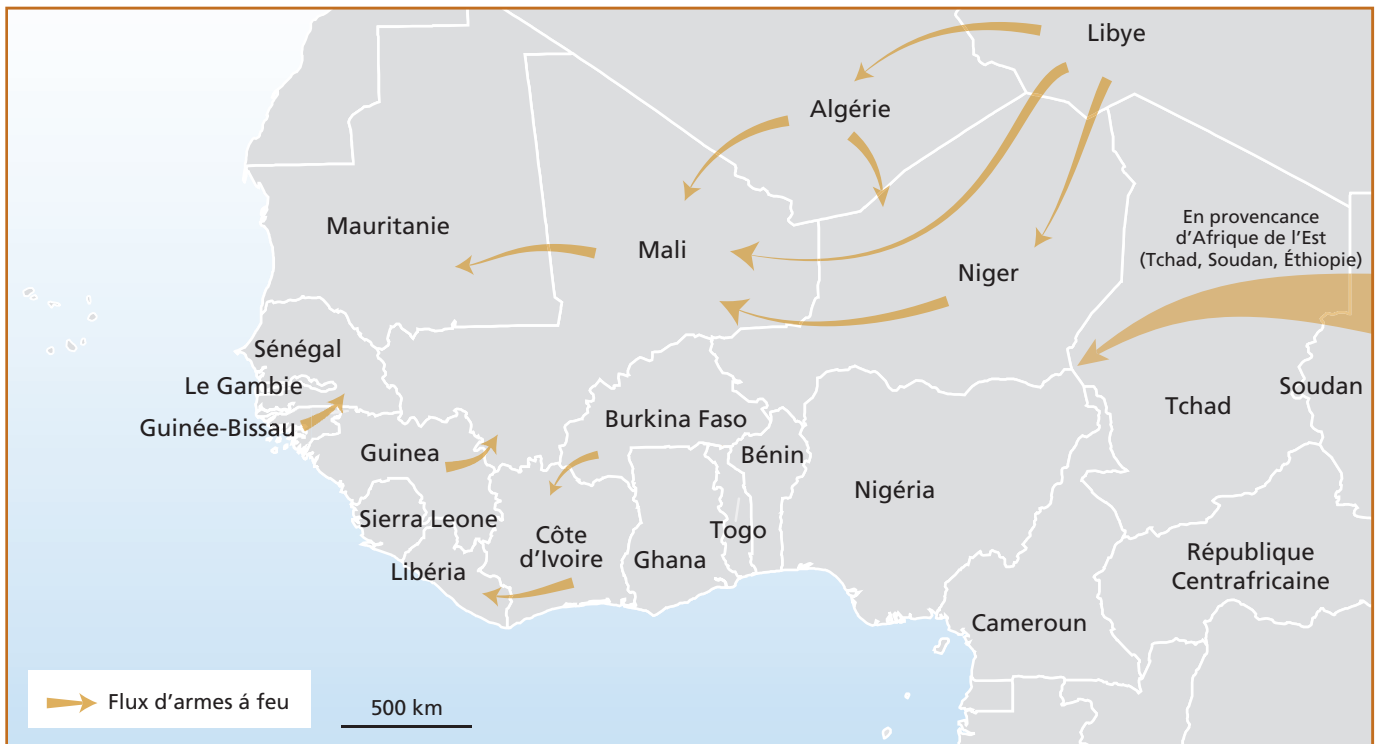 Libye
Algérie
Mauritanie
Mali
Niger
En provencance
d'Afrique de l'Est
(Tchad, Soudan, Éthiopie)
Sénégal
Le Gambie
Guinée-Bissau
Guinea
Burkina Faso
Bénin
Nigéria
Tchad
Soudan
Sierra Leone
Libéria
Côte
d'Ivoire
Ghana
Togo
République
Centrafricaine
Cameroun
Flux d'armes á feu
500 km